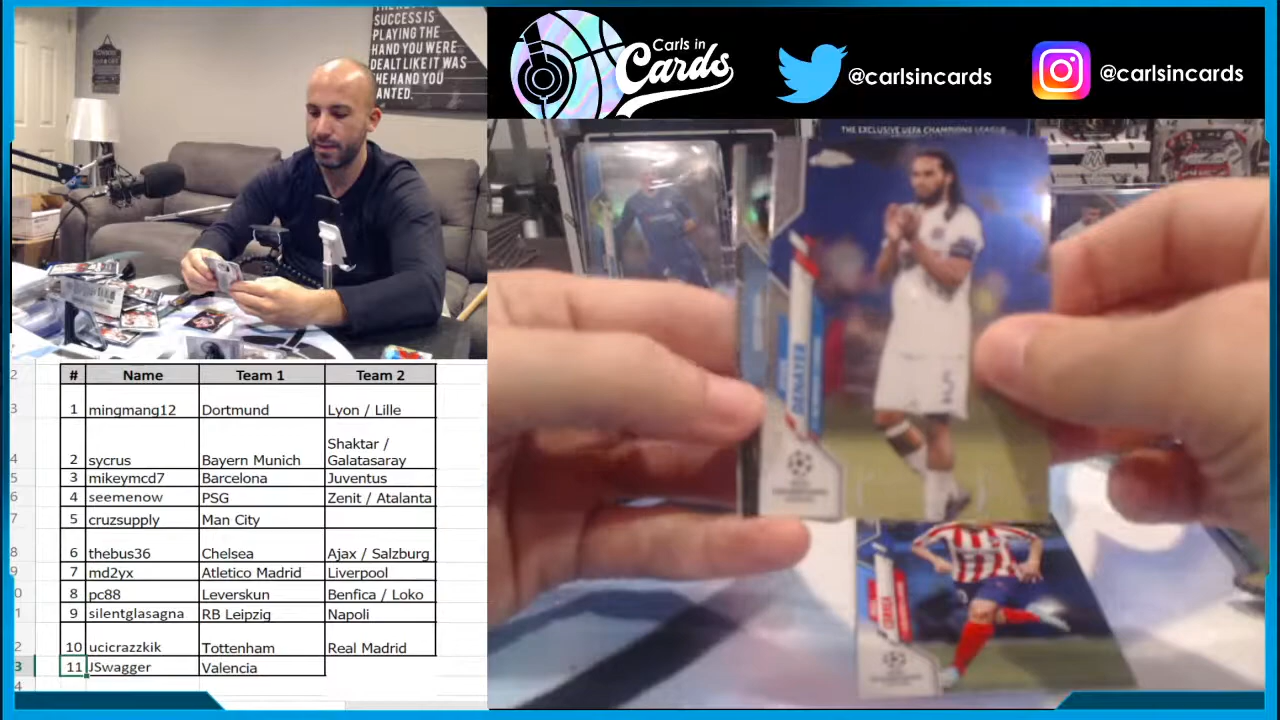 SUCCESS IS
PLAYING THE
HAND YOU WERE
DEALT LIKE IT WAS
THE HAND YOU
WANTED.
Carls in
Cards
@carlsincards
@carlsincards
THE EXCLUSIVE UEFA CHAMPIONS LEAGUE
DENAYER
CORREA
# Name Team 1 Team 2
1 mingmang12 Dortmund Lyon / Lille
2 sycrus Bayern Munich Shaktar / Galatasaray
3 mikeymcd7 Barcelona Juventus
4 seemenow PSG Zenit / Atalanta
5 cruzsupply Man City
6 thebus36 Chelsea Ajax / Salzburg
7 md2yx Atletico Madrid Liverpool
8 pc88 Leverskun Benfica / Loko
9 silentglasagna RB Leipzig Napoli
10 ucicrazzkik Tottenham Real Madrid
11 JSwagger Valencia